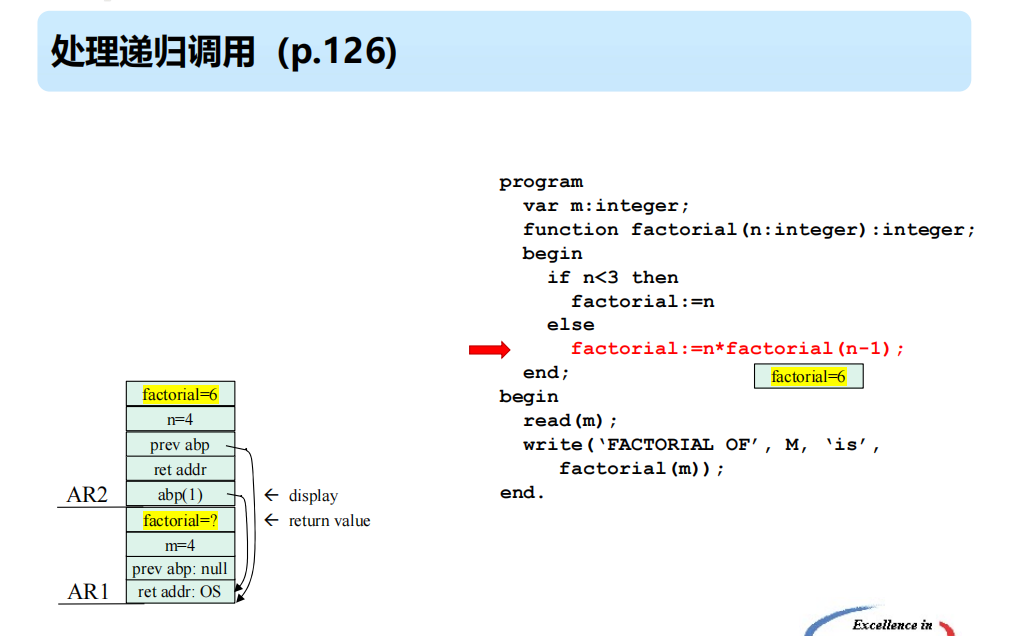 处理递归调用 (p.126)
program
var m:integer;
function factorial(n:integer):integer;
begin
if n<3 then
factorial:=n
else
factorial:=n*factorial(n-1);
end;
factorial=6
begin
read(m);
write(‘FACTORIAL OF’, M, ‘is’,
factorial(m));
end.
factorial=6
n=4
prev abp
ret addr
AR2 abp(1) ← display
factorial=? ← return value
m=4
prev abp: null
AR1 ret addr: OS
Excellence in